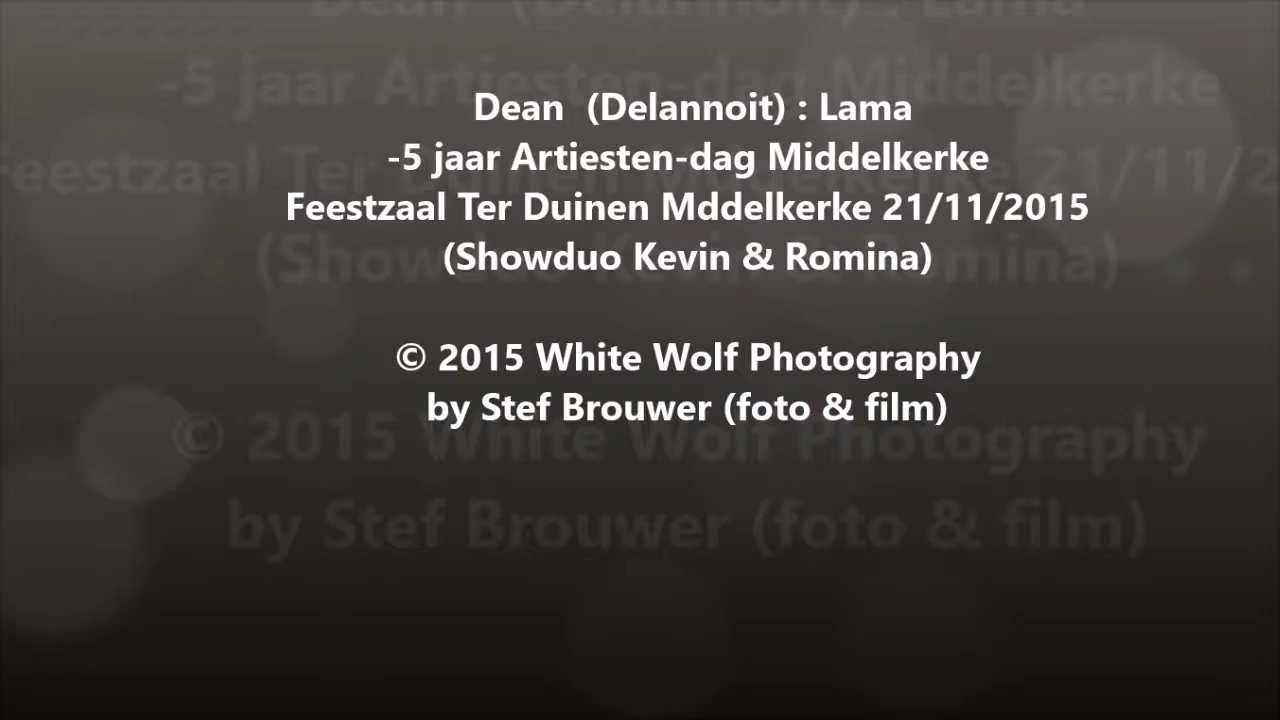 Dean  (Delannoit) : Lama
-5 jaar Artiesten-dag Middelkerke
Feestzaal Ter Duinen Mddelkerke 21/11/2015
(Showduo Kevin & Romina)
© 2015 White Wolf Photography
by Stef Brouwer (foto & film)